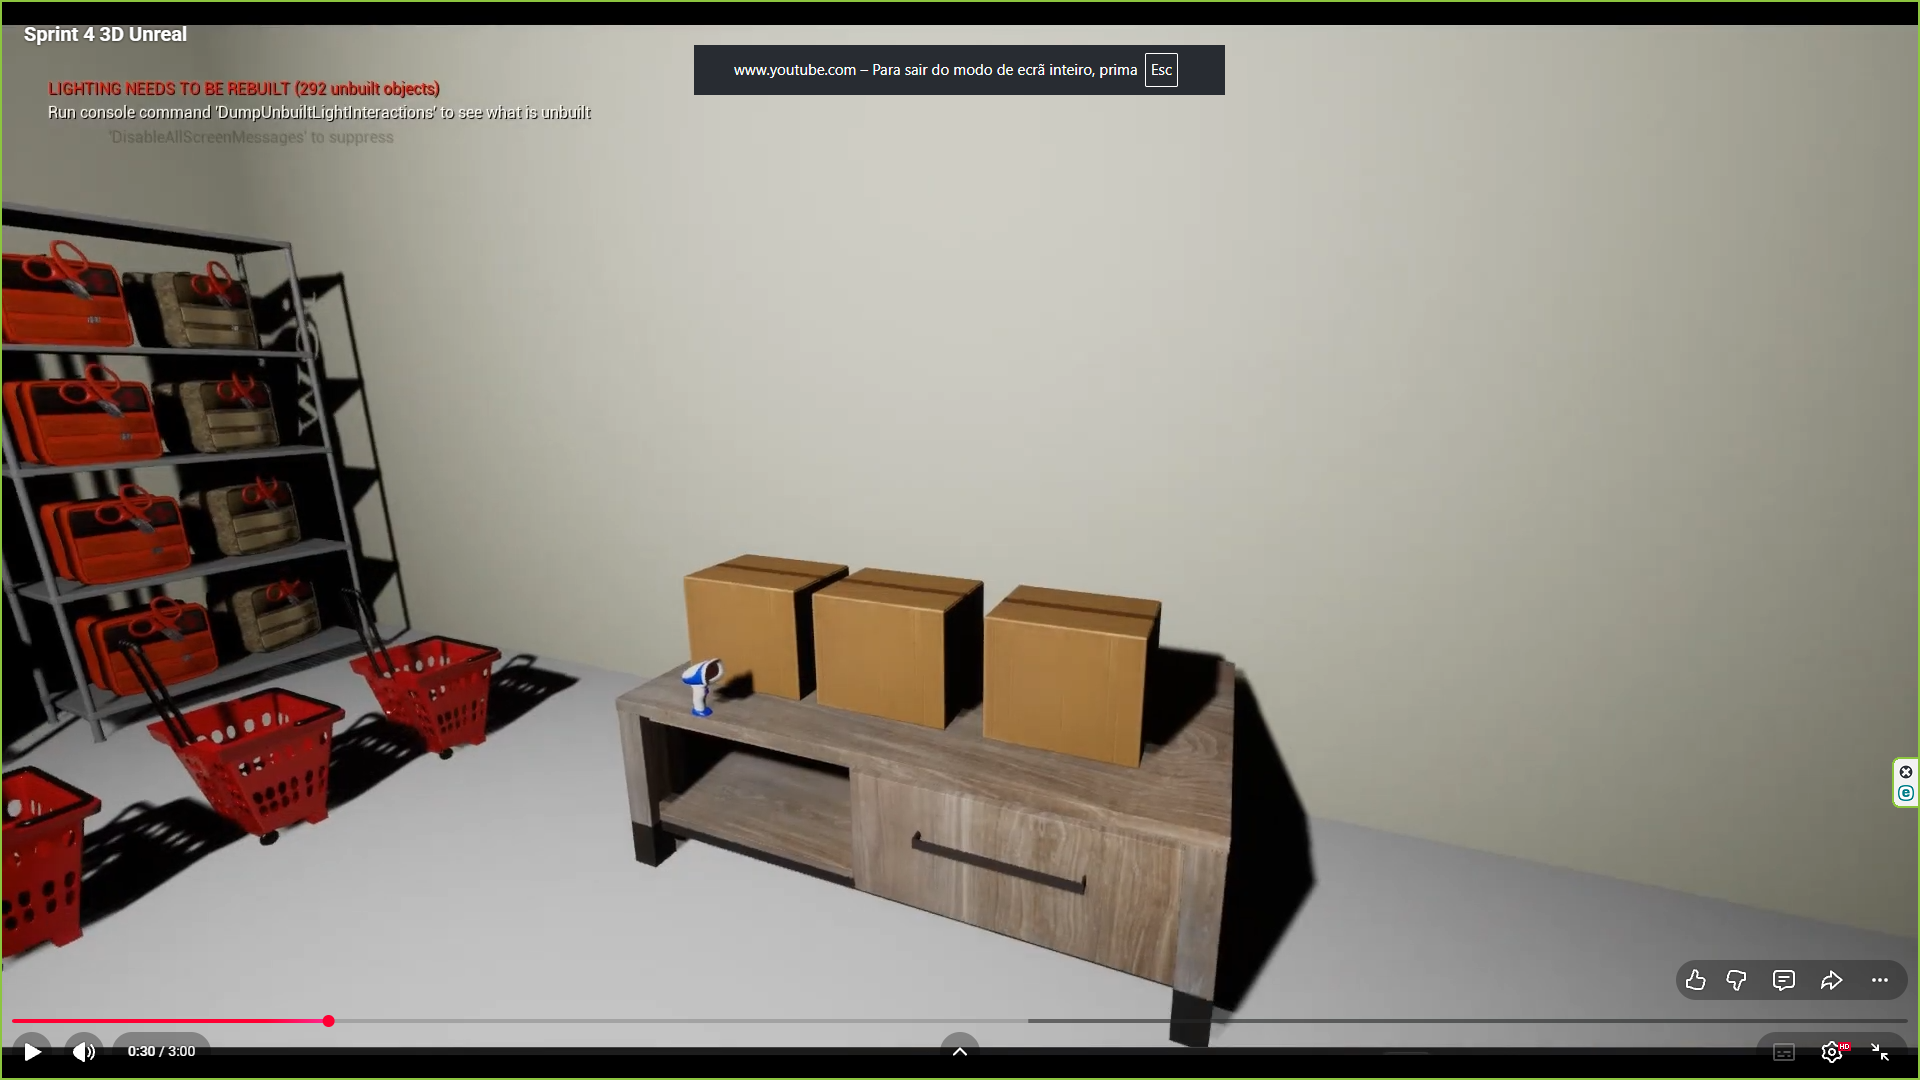 Sprint 4 3D Unreal
www.youtube.com – Para sair do modo de ecrã inteiro, prima Esc
LIGHTING NEEDS TO BE REBUILT (292 unbuilt objects)
Run console command 'DumpUnbuiltLightInteractions' to see what is unbuilt
'DisableAllScreenMessages' to suppress
0:30 / 3:00
HD